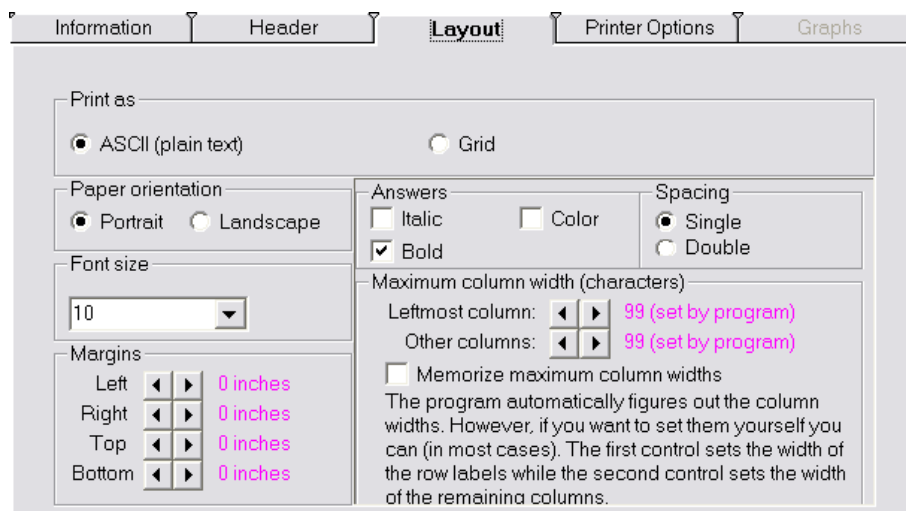 Information Header Layout Printer Options Graphs
Print as
ASCII (plain text) Grid
Paper orientation
Portrait Landscape
Font size
10
Margins
Left 0 inches
Right 0 inches
Top 0 inches
Bottom 0 inches
Answers
Italic Color
Bold
Spacing
Single
Double
Maximum column width (characters)
Leftmost column: 99 (set by program)
Other columns: 99 (set by program)
Memorize maximum column widths
The program automatically figures out the column
widths. However, if you want to set them yourself you
can (in most cases). The first control sets the width of
the row labels while the second control sets the width
of the remaining columns.